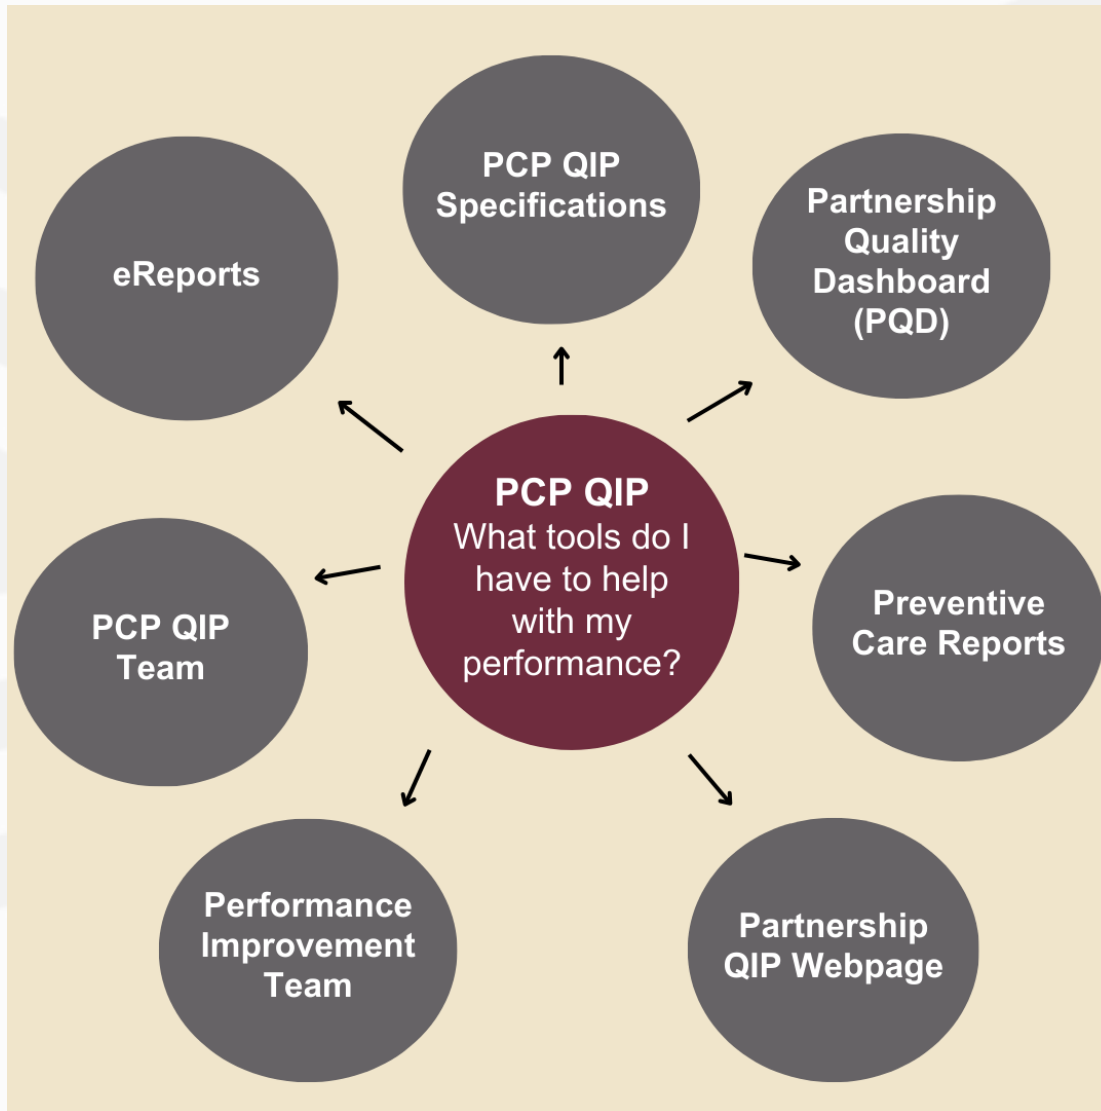 PCP QIP
Specifications
Partnership
Quality
Dashboard
(PQD)
eReports
PCP QIP
What tools do I
have to help
with my
performance?
Preventive
Care Reports
PCP QIP
Team
Performance
Improvement
Team
Partnership
QIP Webpage